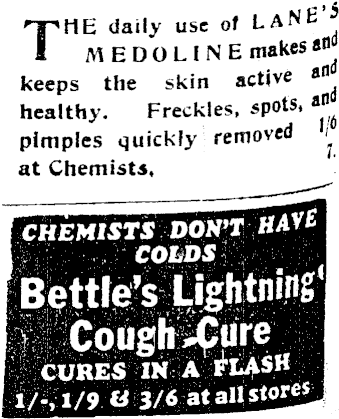 THE daily use of LANE'S
MEDOLINE makes and
keeps the skin active and
healthy. Freckles, spots, and
pimples quickly removed 1/6
at Chemists. 7.
CHEMISTS DON'T HAVE
COLDS
Bettle's Lightning
Cough Cure
CURES IN A FLASH
1/-, 1/9 & 3/6 at all stores